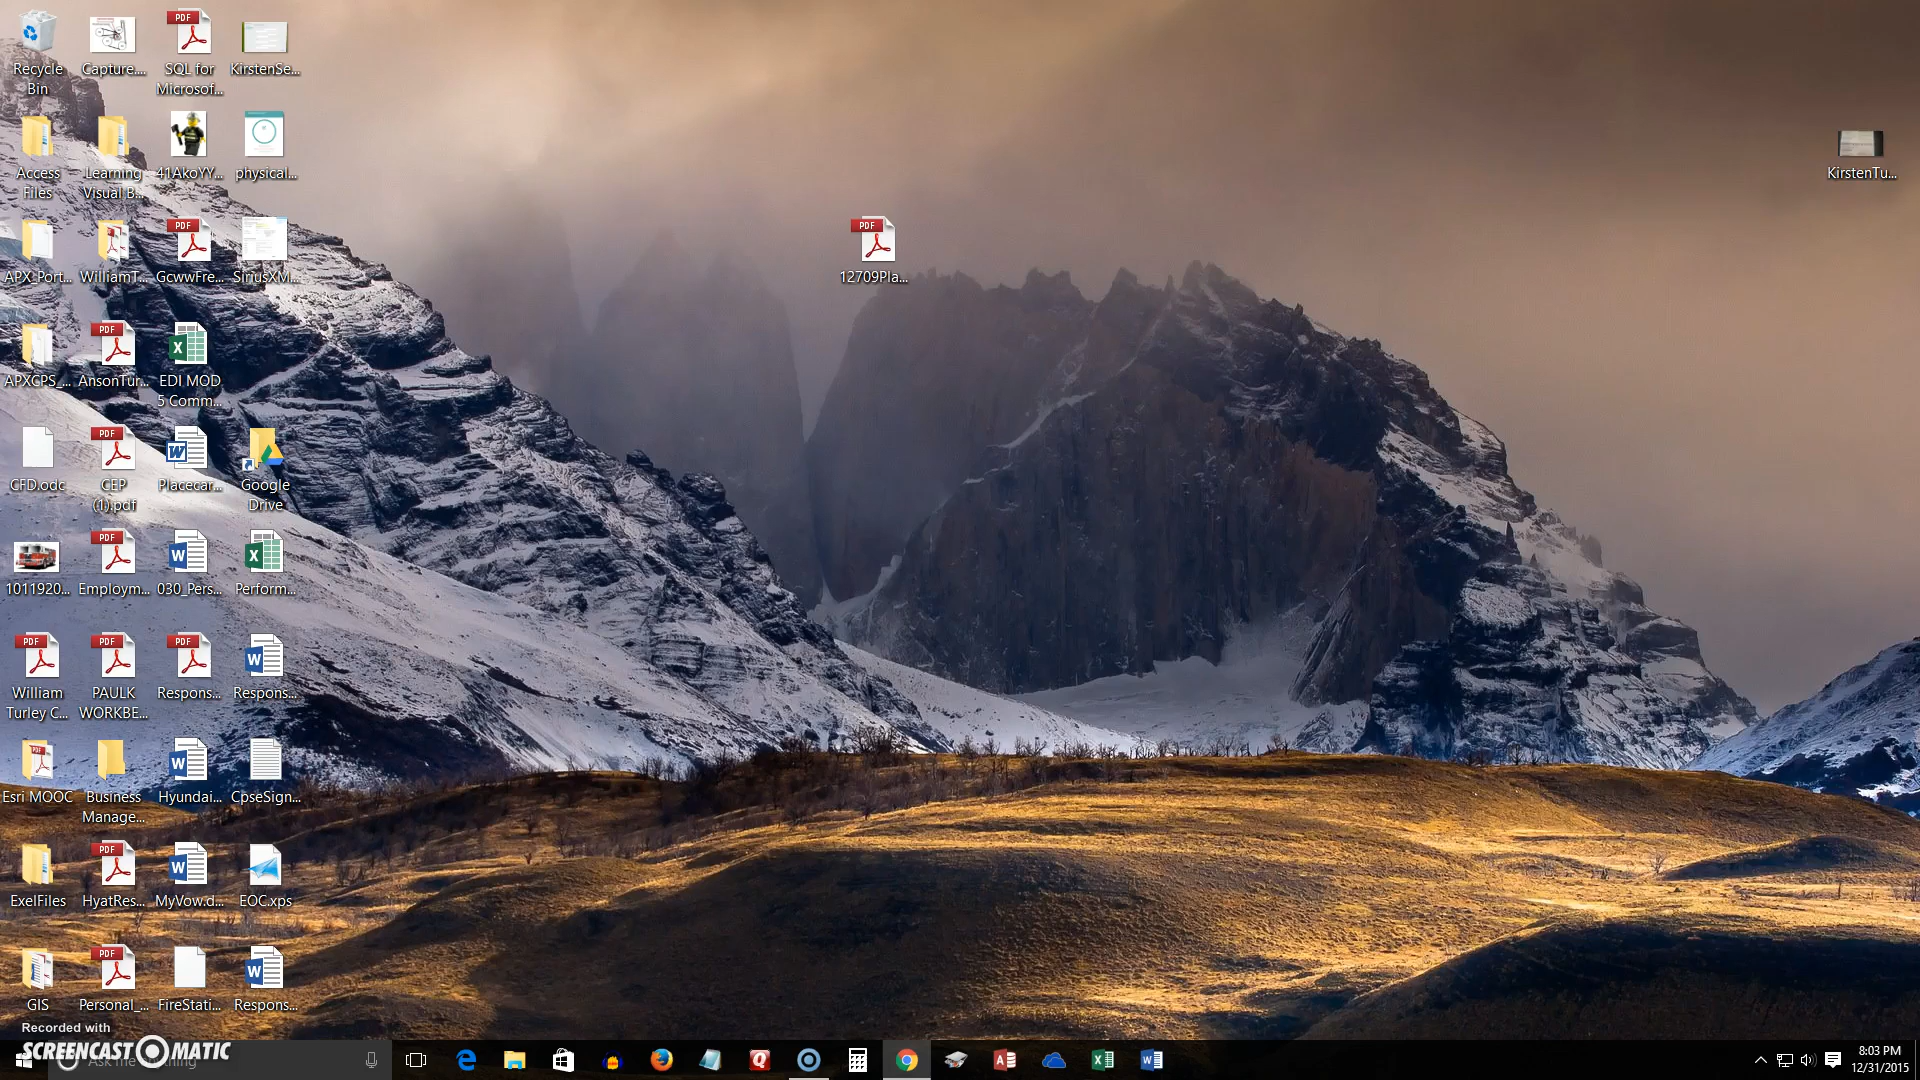 Recycle
Bin
Capture....
SQL for
Microsof...
KirstenSe...
Access
Files
Learning
Visual B...
41AkoYY...
physical...
KirstenTu...
APX_Port...
WilliamT...
GcwwFre...
SiriusXM...
12709Pla...
APXCPS_...
AnsonTur...
EDI MOD
5 Comm...
CFD.odc
CEP
(1).pdf
Placecar...
Google
Drive
1011920...
Employm...
030_Pers...
Perform...
William
Turley C...
PAULK
WORKBE...
Respons...
Respons...
Esri MOOC
Business
Manage...
Hyundai...
CpseSign...
ExelFiles
HyatRes...
MyVow.d...
EOC.xps
GIS
Personal_...
FireStati...
Respons...
Recorded with
SCREENCAST MATIC
Ask me anything
8:03 PM
12/31/2015